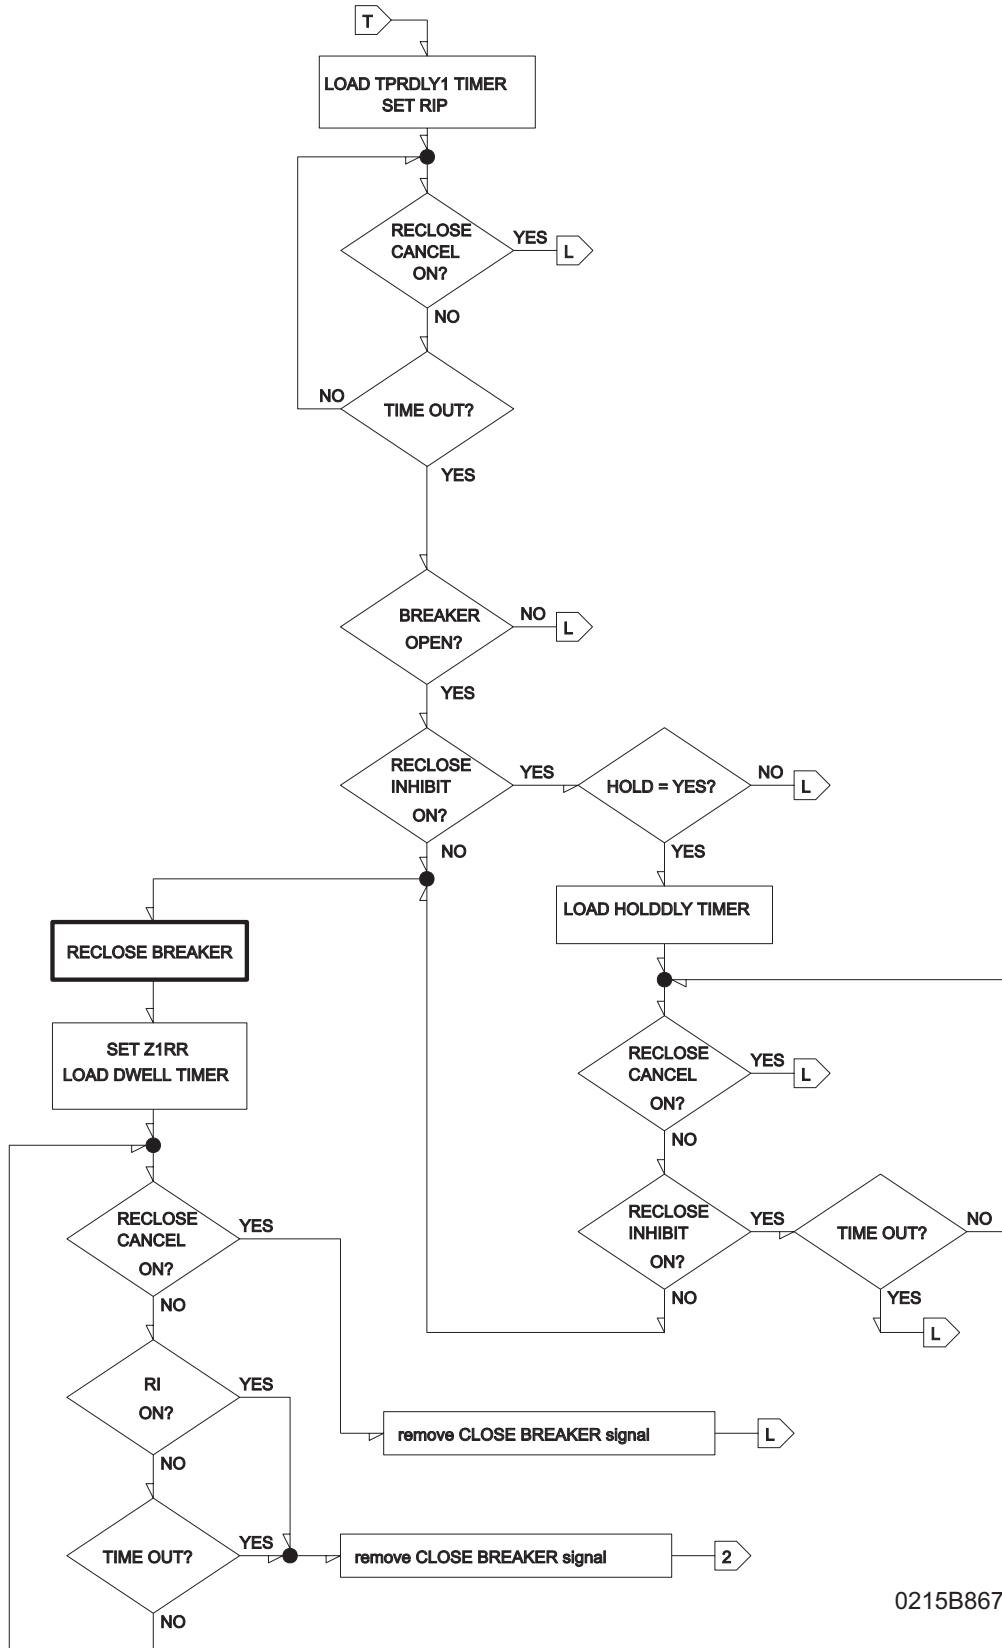 T
LOAD TPRDLY1 TIMER
SET RIP
RECLOSE
CANCEL
ON?
YES
L
NO
TIME OUT?
NO
YES
BREAKER
OPEN?
NO
L
YES
RECLOSE
INHIBIT
ON?
YES
HOLD = YES?
NO
L
NO
YES
LOAD HOLDDLY TIMER
RECLOSE BREAKER
SET Z1RR
LOAD DWELL TIMER
RECLOSE
CANCEL
ON?
YES
L
NO
RECLOSE
INHIBIT
ON?
YES
TIME OUT?
NO
NO
YES
L
RECLOSE
CANCEL
ON?
YES
NO
RI
ON?
YES
NO
remove CLOSE BREAKER signal
L
TIME OUT?
YES
remove CLOSE BREAKER signal
2
NO
0215B867